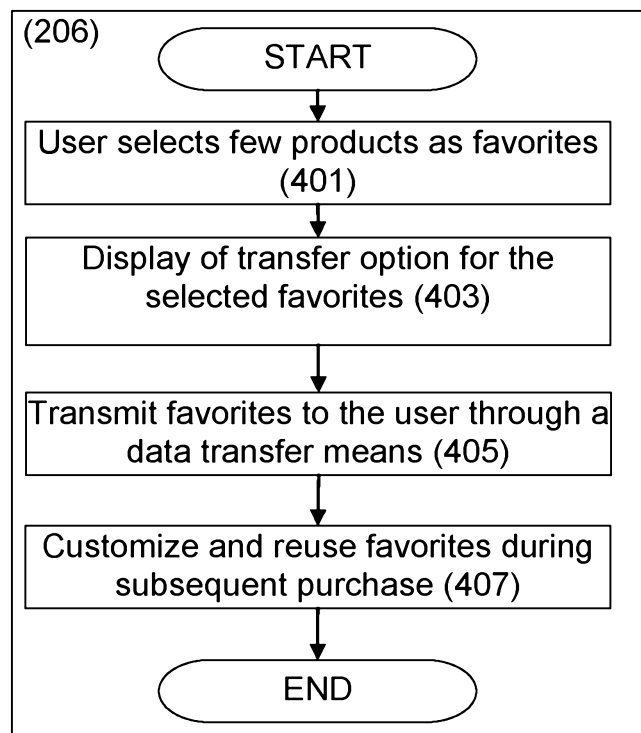 (206)
START
User selects few products as favorites
(401)
Display of transfer option for the
selected favorites (403)
Transmit favorites to the user through a
data transfer means (405)
Customize and reuse favorites during
subsequent purchase (407)
END